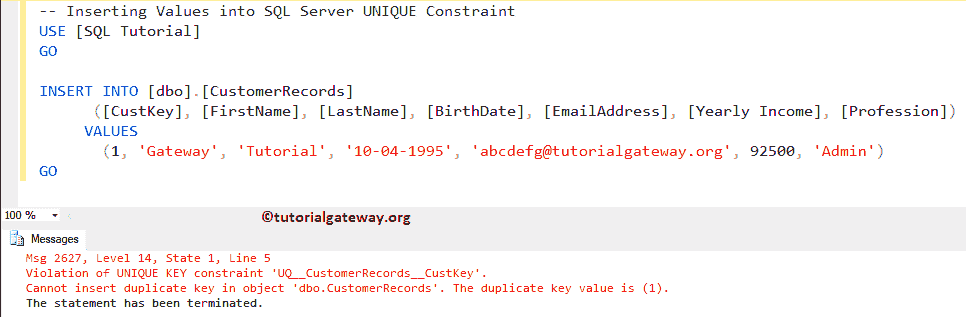 -- Inserting Values into SQL Server UNIQUE Constraint
USE [SQL Tutorial]
GO
INSERT INTO [dbo].[CustomerRecords]
([CustKey], [FirstName], [LastName], [BirthDate], [EmailAddress], [Yearly Income], [Profession])
VALUES
(1, 'Gateway', 'Tutorial', '10-04-1995', 'abcdefg@tutorialgateway.org', 92500, 'Admin')
GO
100 %
©tutorialgateway.org
Messages
Msg 2627, Level 14, State 1, Line 5
Violation of UNIQUE KEY constraint 'UQ__CustomerRecords__CustKey'.
Cannot insert duplicate key in object 'dbo.CustomerRecords'. The duplicate key value is (1).
The statement has been terminated.